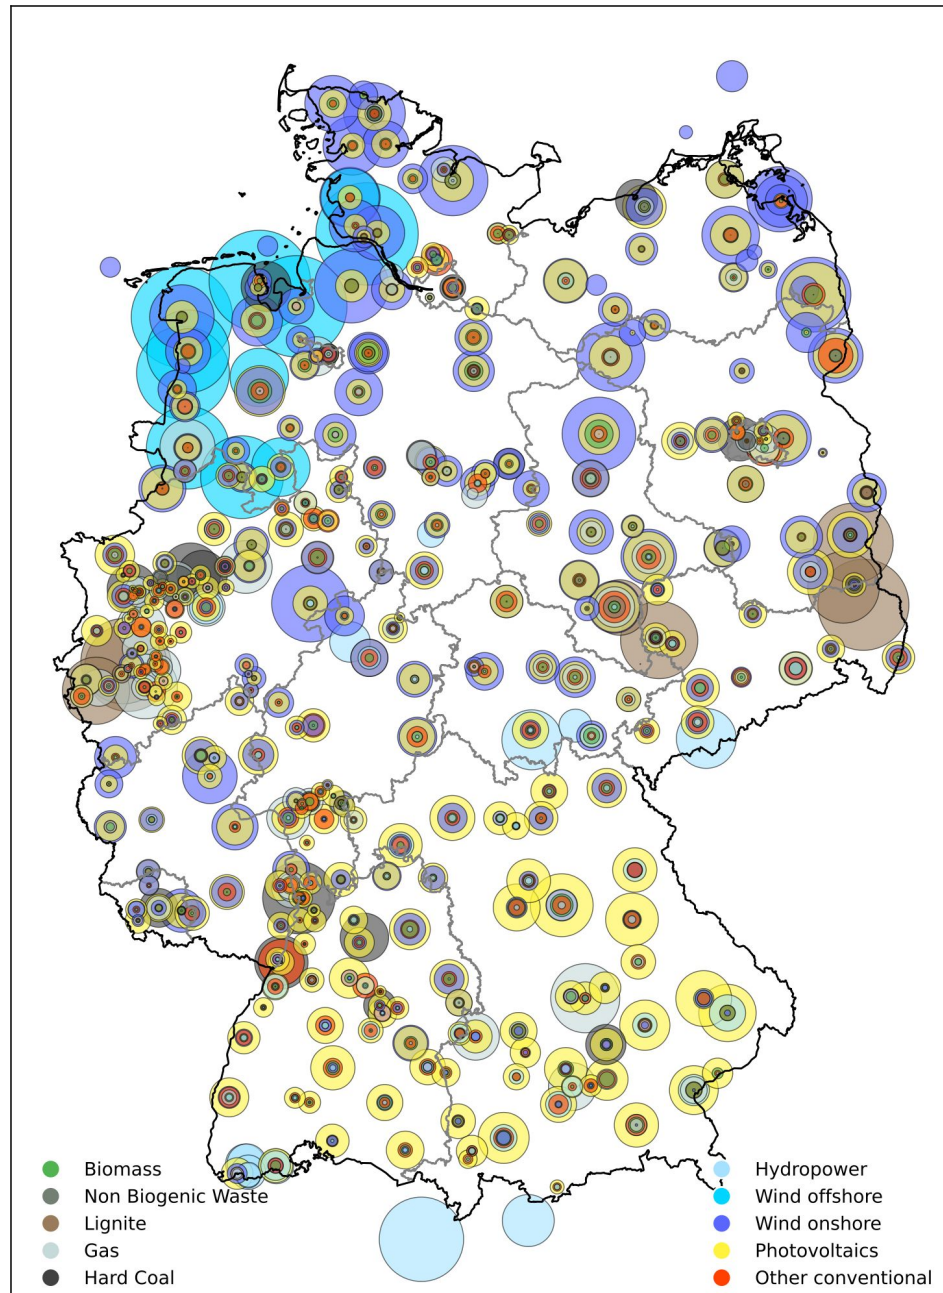 Biomass
Non Biogenic Waste
Lignite
Gas
Hard Coal
Hydropower
Wind offshore
Wind onshore
Photovoltaics
Other conventional